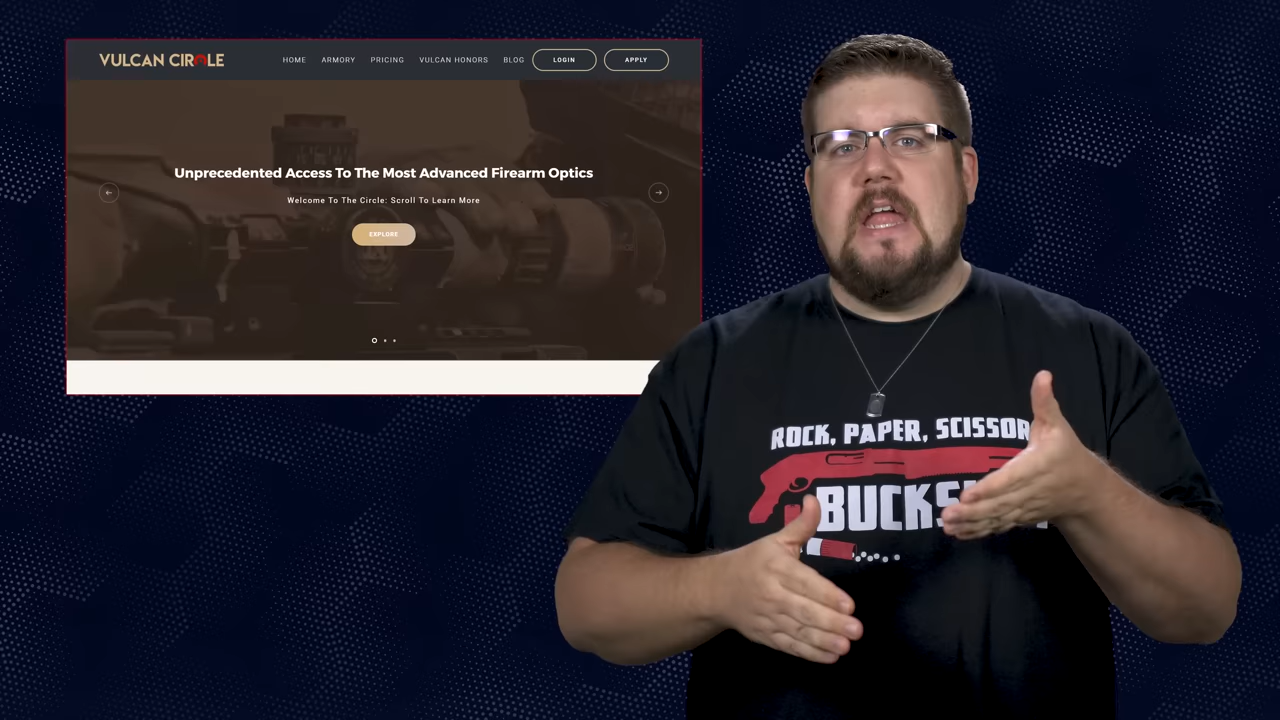 VULCAN CIRCLE
HOME ARMORY PRICING VULCAN HONORS BLOG LOGIN APPLY
Unprecedented Access To The Most Advanced Firearm Optics
Welcome To The Circle: Scroll To Learn More
EXPLORE
ROCK, PAPER, SCISSOR
BUCKS